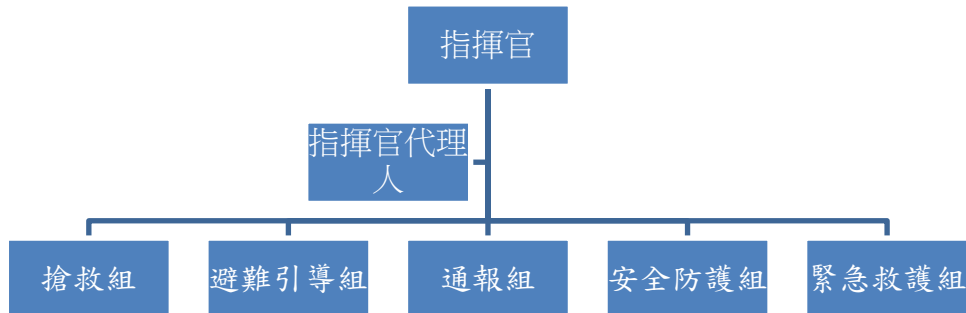 指揮官
指揮官代理
人
搶救組
避難引導組
通報組
安全防護組
緊急救護組